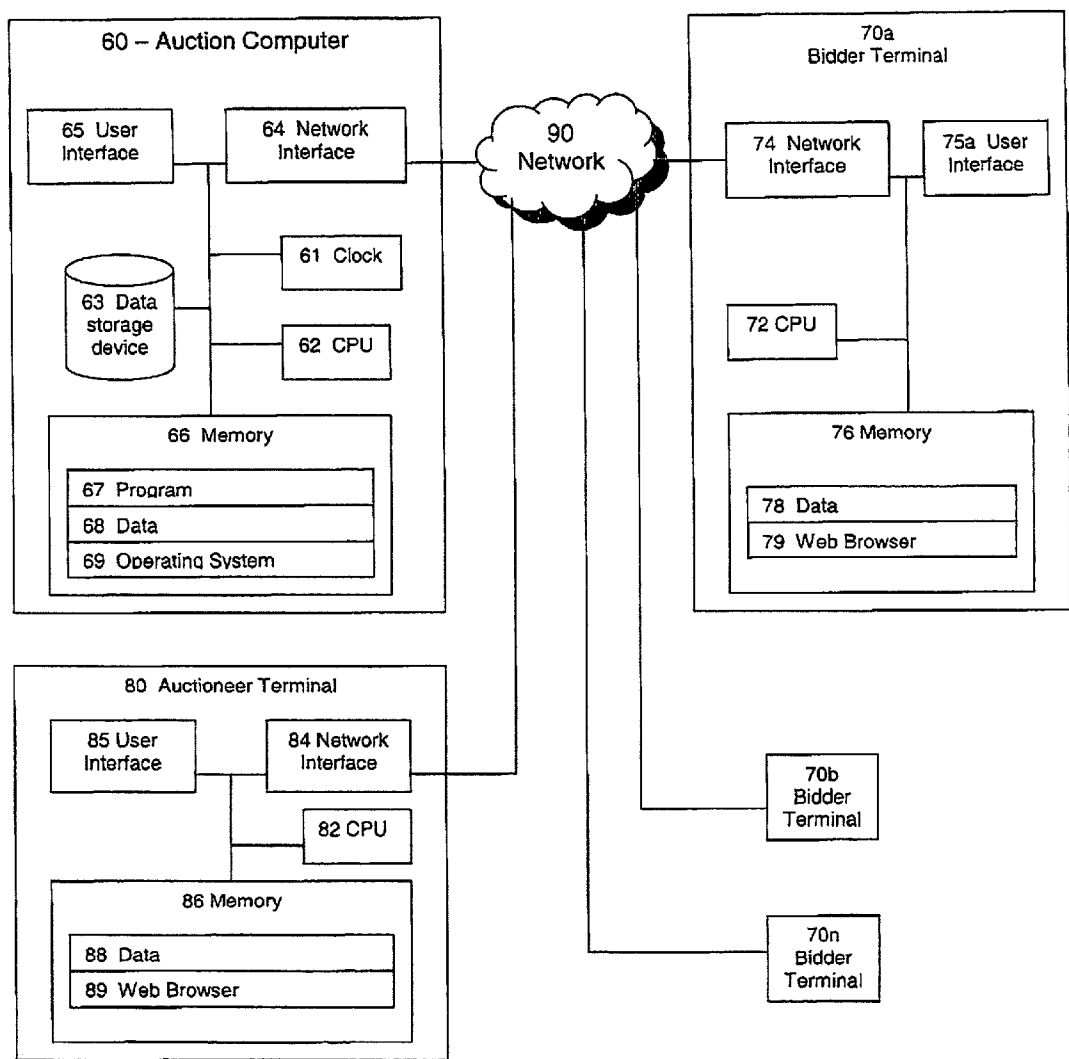 60 – Auction Computer
65 User
Interface
64 Network
Interface
61 Clock
63 Data
storage
device
62 CPU
66 Memory
67 Program
68 Data
69 Operating System
90
Network
70a
Bidder Terminal
74 Network
Interface
75a User
Interface
72 CPU
76 Memory
78 Data
79 Web Browser
80 Auctioneer Terminal
85 User
Interface
84 Network
Interface
82 CPU
86 Memory
88 Data
89 Web Browser
70b
Bidder
Terminal
70n
Bidder
Terminal